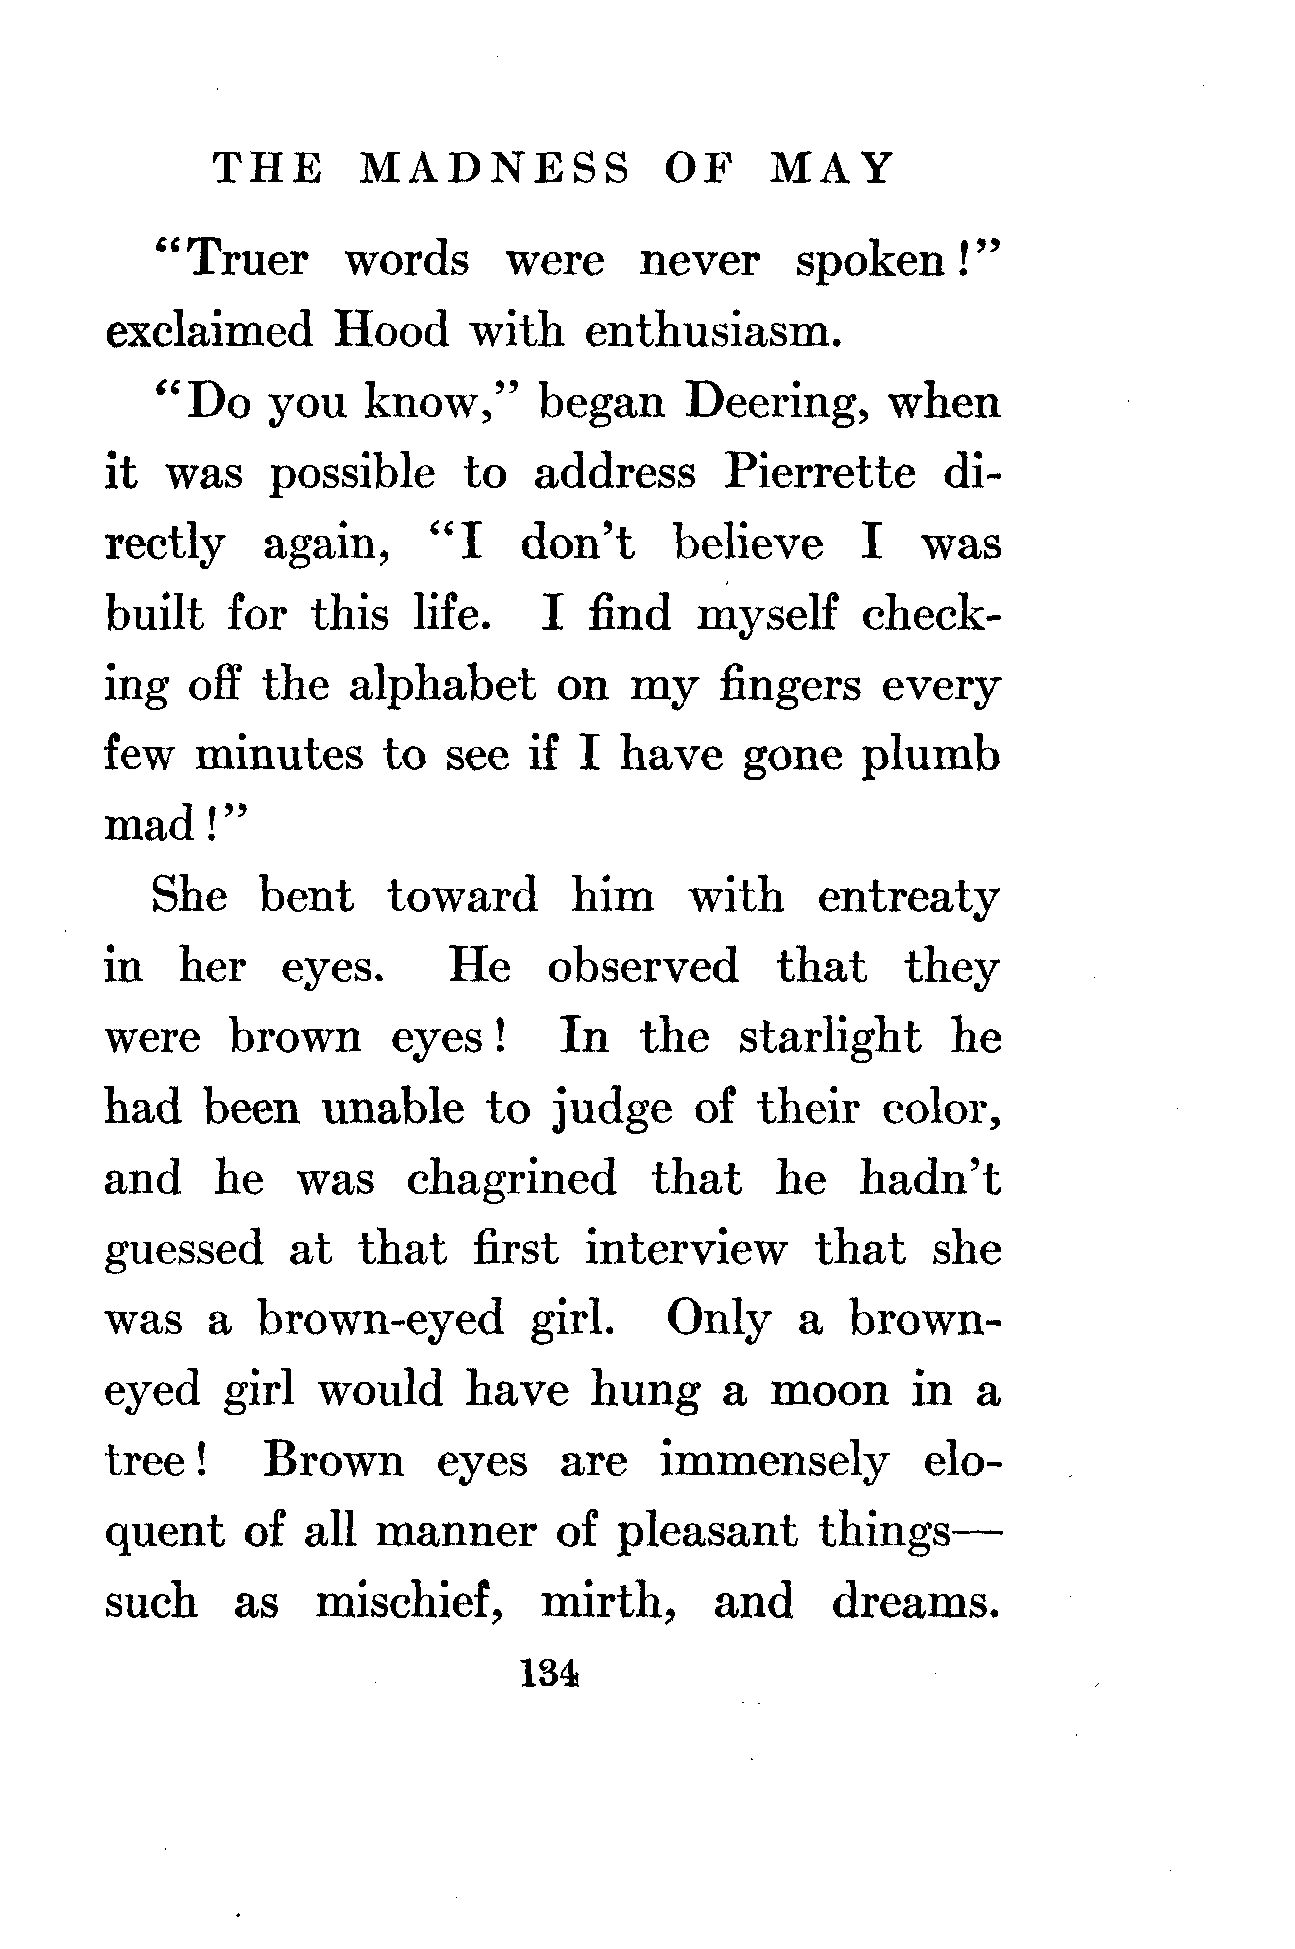 THE MADNESS OF MAY
“Truer words were never spoken!”
exclaimed Hood with enthusiasm.
“Do you know,” began Deering, when
it was possible to address Pierrette di-
rectly again, “I don’t believe I was
built for this life. I find myself check-
ing off the alphabet on my fingers every
few minutes to see if I have gone plumb
mad!”
She bent toward him with entreaty
in her eyes. He observed that they
were brown eyes! In the starlight he
had been unable to judge of their color,
and he was chagrined that he hadn’t
guessed at that first interview that she
was a brown-eyed girl. Only a brown-
eyed girl would have hung a moon in a
tree! Brown eyes are immensely elo-
quent of all manner of pleasant things—
such as mischief, mirth, and dreams.
134